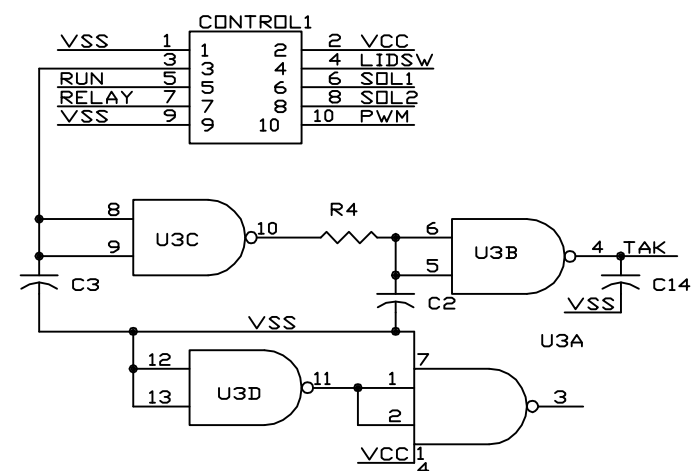 CONTROL1
VSS 1 1 2 2 VCC
3 3 4 4 LIDSW
RUN 5 5 6 6 SOL1
RELAY 7 7 8 8 SOL2
VSS 9 9 10 10 PWM
8 R4
U3C 10 6
9 U3B 4 TAK
5
C3 C2 C14
VSS
VSS
U3A
12 7
U3D 11 1
13 3
2
VCC 1
4